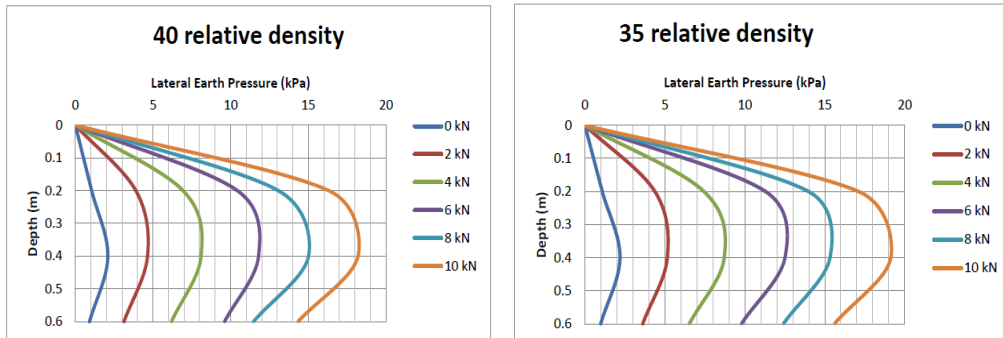 40 relative density
Lateral Earth Pressure (kPa)
0 5 10 15 20
0
0.1
0.2
0.3
0.4
0.5
0.6
Depth (m)
0 kN
2 kN
4 kN
6 kN
8 kN
10 kN
35 relative density
Lateral Earth Pressure (kPa)
0 5 10 15 20
0
0.1
0.2
0.3
0.4
0.5
0.6
Depth (m)
0 kN
2 kN
4 kN
6 kN
8 kN
10 kN